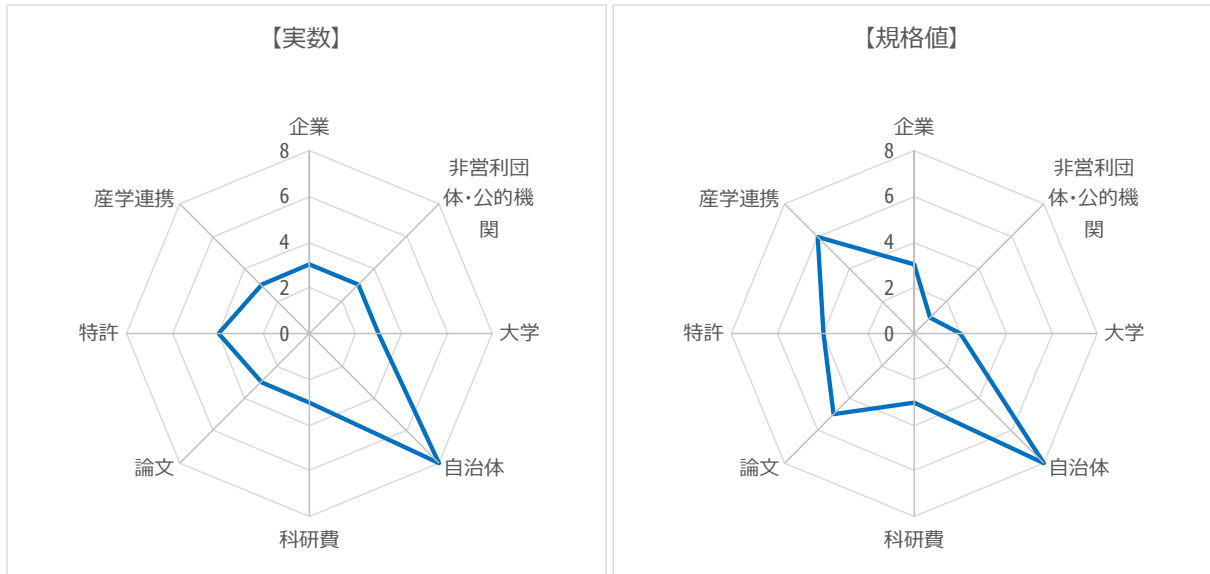 【実数】
企業
8
6
4
2
0
非営利団
体・公的機
関
大学
自治体
科研費
論文
特許
産学連携
【規格値】
企業
8
6
4
2
0
非営利団
体・公的機
関
大学
自治体
科研費
論文
特許
産学連携